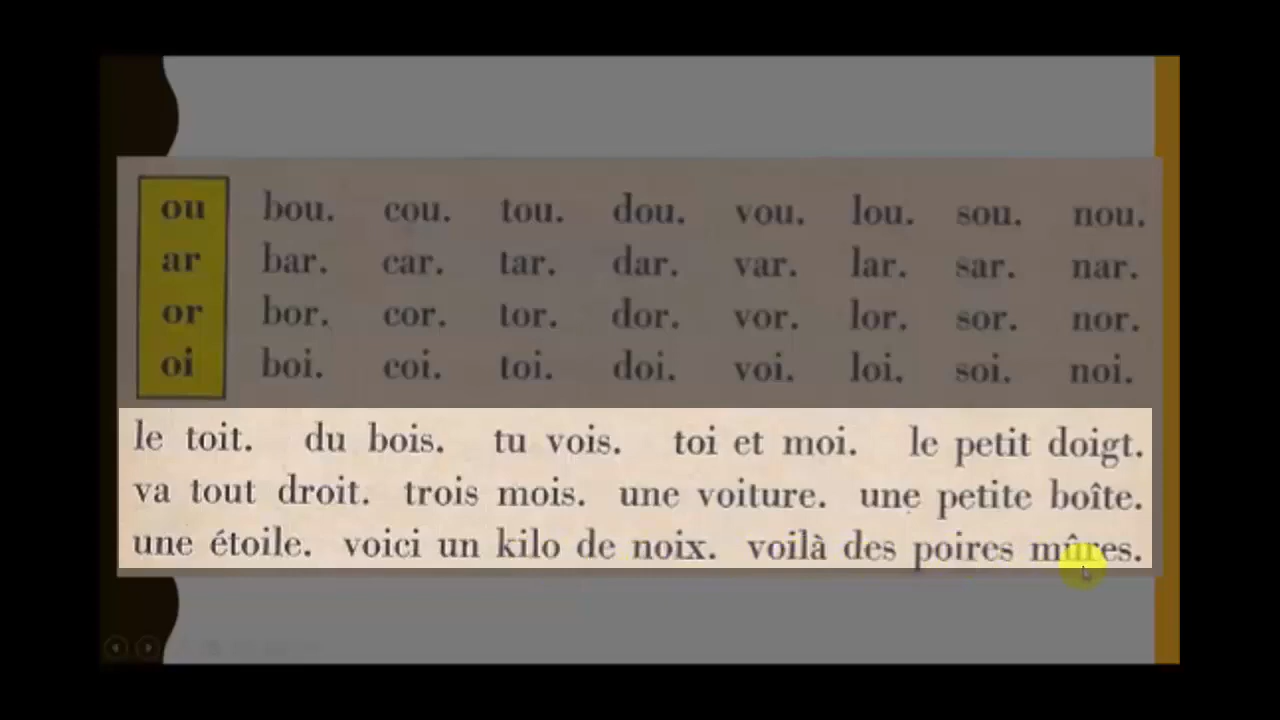 ou bou. cou. tou. dou. vou. lou. sou. nou.
ar bar. car. tar. dar. var. lar. sar. nar.
or bor. cor. tor. dor. vor. lor. sor. nor.
oi boi. coi. toi. doi. voi. loi. soi. noi.
le toit. du bois. tu vois. toi et moi. le petit doigt.
va tout droit. trois mois. une voiture. une petite boîte.
une étoile. voici un kilo de noix. voilà des poires mûres.